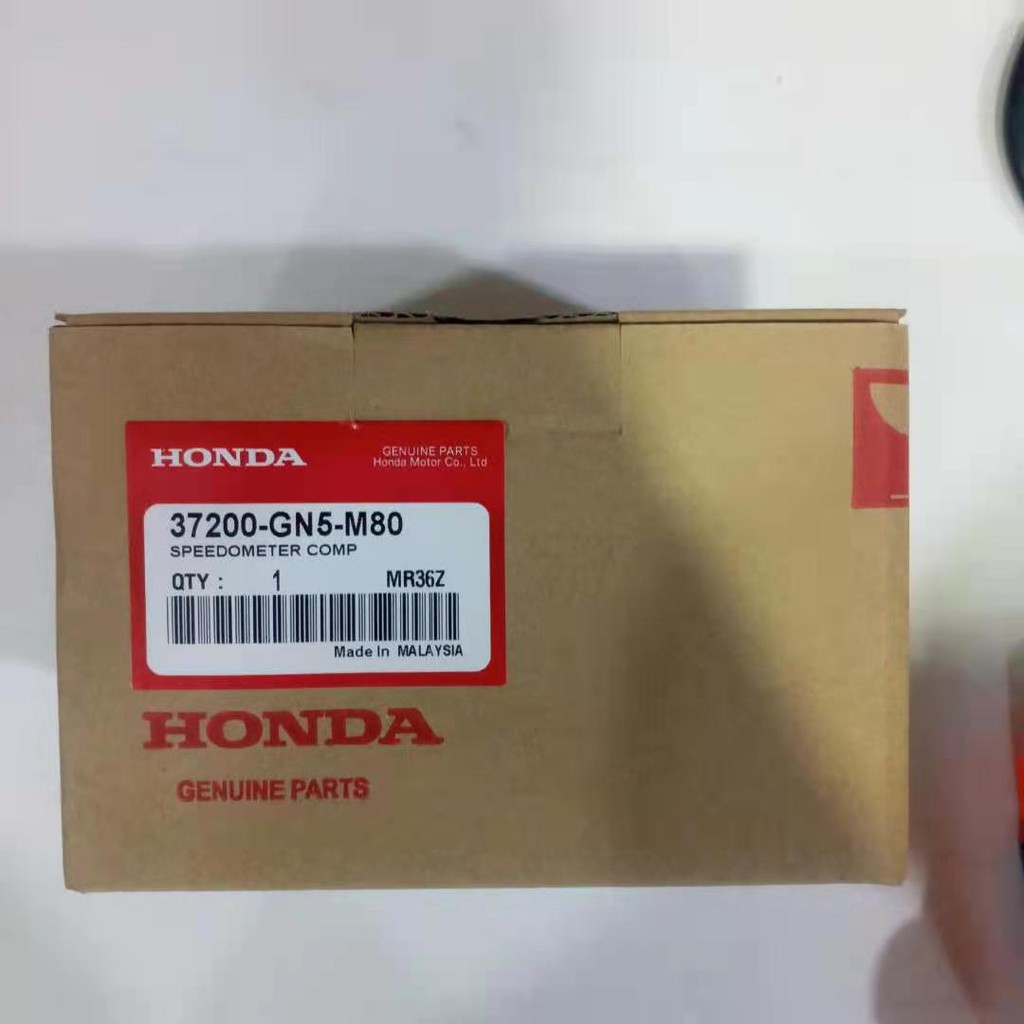 HONDA
GENUINE PARTS
Honda Motor Co., Ltd
37200-GN5-M80
SPEEDOMETER COMP
QTY : 1 MR36Z
Made In MALAYSIA
HONDA
GENUINE PARTS